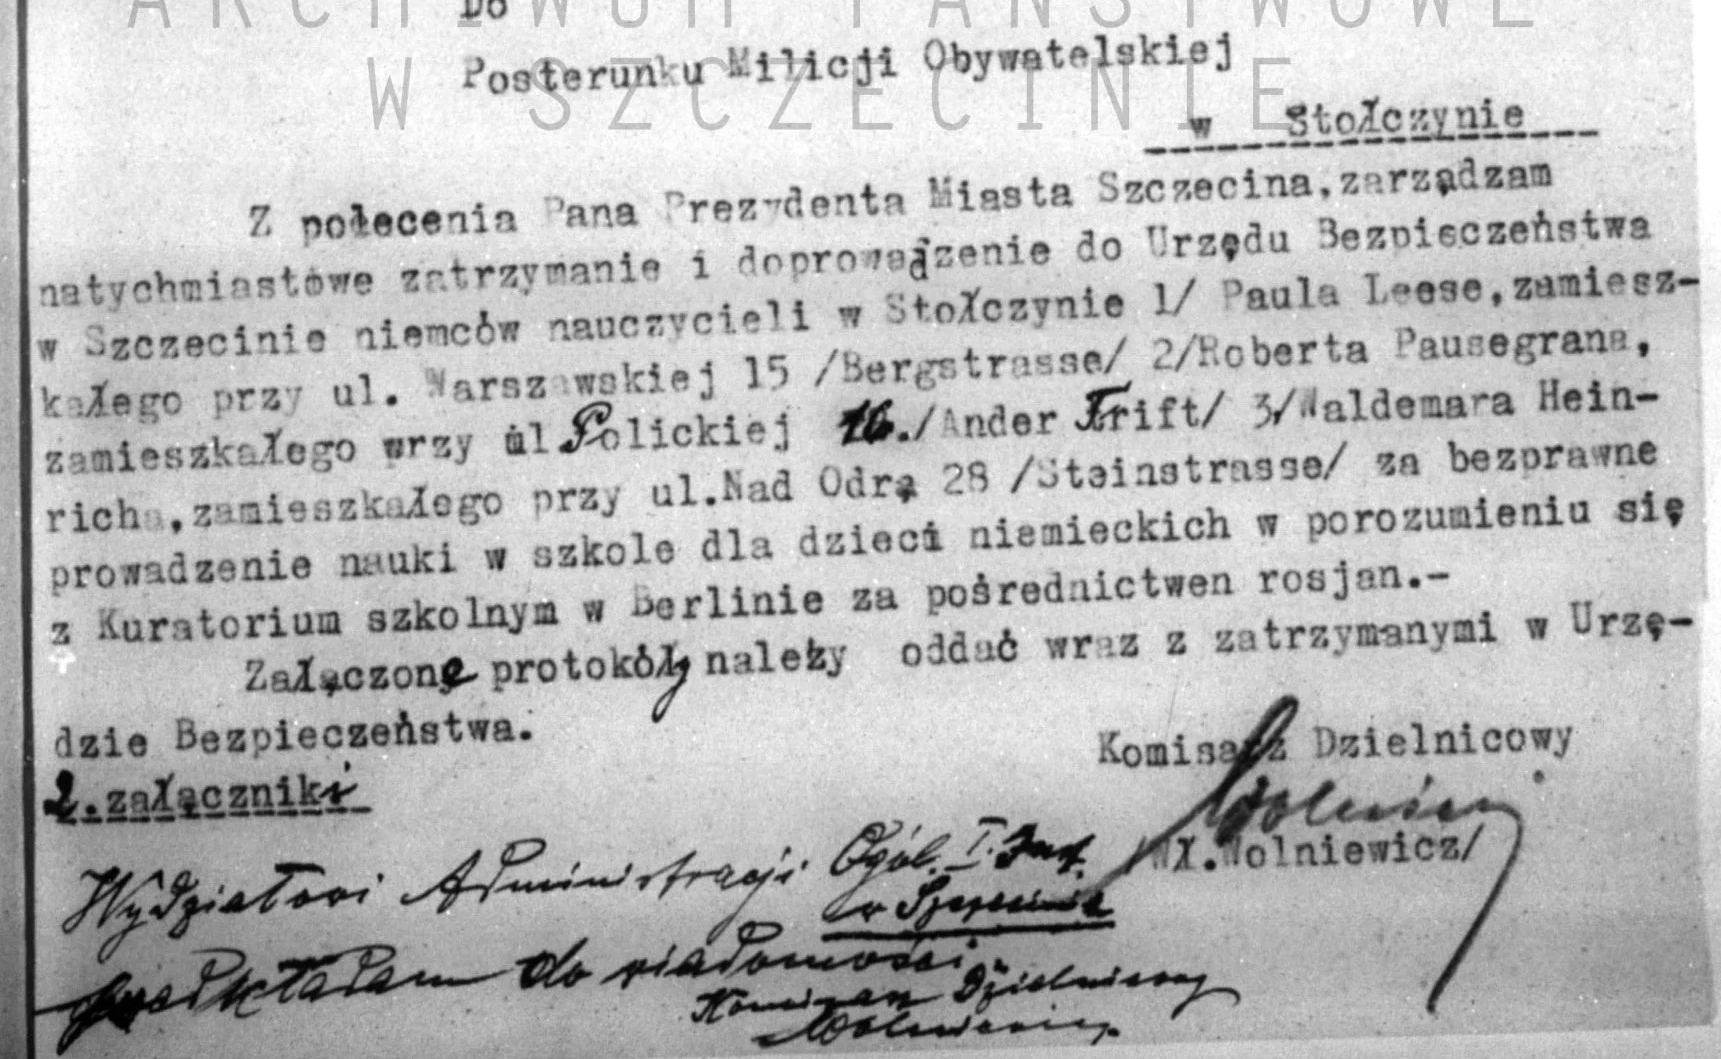 ARCHIWUM PAŃSTWOWE
W SZCZECINIE
Do
Posterunku Milicji Obywatelskiej
w Stołczynie
Z polecenia Pana Prezydenta Miasta Szczecina,zarządzam
natychmiastowe zatrzymanie i doprowadzenie do Urzędu Bezpieczeństwa
w Szczecinie niemców nauczycieli w Stołczynie 1/ Paula Leese,zamiesz-
kałego przy ul. Warszawskiej 15 /Bergstrasse/ 2/Roberta Pausegrana,
zamieszkałego przy ul Polickiej 16./Ander Trift/ 3/Waldemara Hein-
richa,zamieszkałego przy ul.Nad Odrą 28 /Steinstrasse/ za bezprawne
prowadzenie nauki w szkole dla dzieci niemieckich w porozumieniu się
z Kuratorium szkolnym w Berlinie za pośrednictwen rosjan.-
Załączone protokóły należy oddać wraz z zatrzymanymi w Urzę-
dzie Bezpieczeństwa.
Komisarz Dzielnicowy
2.załączniki
/Wł.Wolniewicz/
Wydziałowi Administracji Ogól. I.
w Szczecinie
przedkładam do wiadomości
Komisarz Dzielnicowy
Wolniewicz